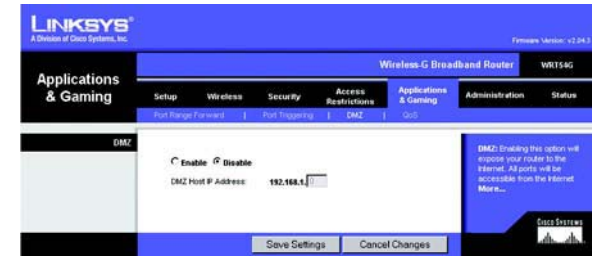 LINKSYS®
A Division of Cisco Systems, Inc.
Firmware Version: v2.04.3
Applications & Gaming
Wireless-G Broadband Router
WRT54G
Setup
Wireless
Security
Access Restrictions
Applications & Gaming
Administration
Status
Port Range Forward | Port Triggering | DMZ | QoS
DMZ
Enable Disable
DMZ Host IP Address: 192.168.1.
DMZ: Enabling this option will
expose your router to the
Internet. All ports will be
accessible from the Internet
More...
CISCO SYSTEMS
Save Settings
Cancel Changes